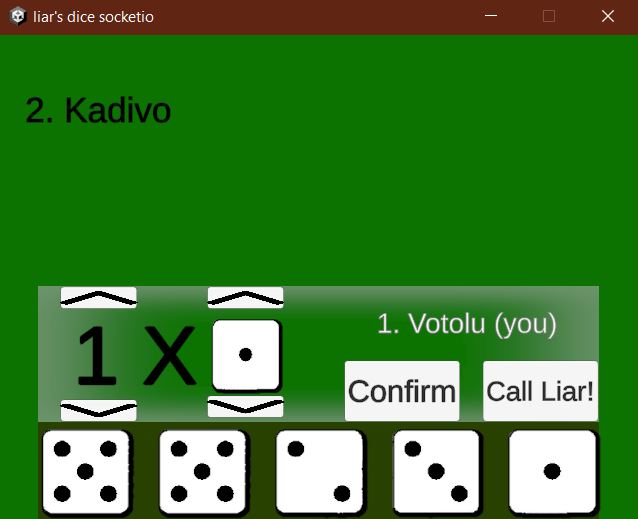 liar's dice socketio
2. Kadivo
1 X
1. Votolu (you)
Confirm
Call Liar!